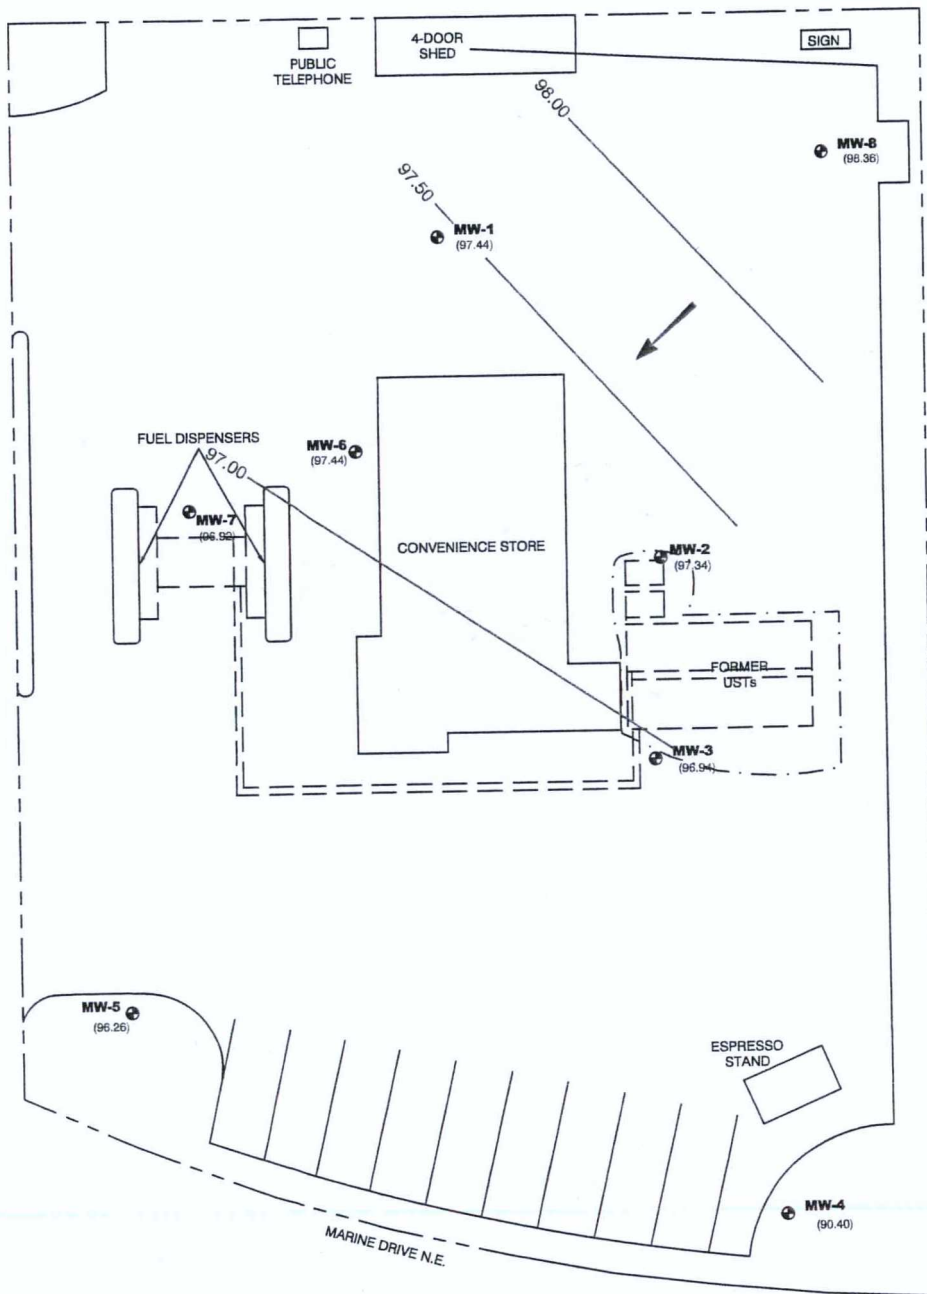 4-DOOR
SHED
SIGN
PUBLIC
TELEPHONE
98.00
MW-8
(98.36)
97.50
MW-1
(97.44)
FUEL DISPENSERS
MW-6
(97.44)
97.00
MW-7
(96.92)
CONVENIENCE STORE
MW-2
(97.34)
FORMER
USTs
MW-3
(96.94)
MW-5
(96.26)
ESPRESSO
STAND
MW-4
(90.40)
MARINE DRIVE N.E.